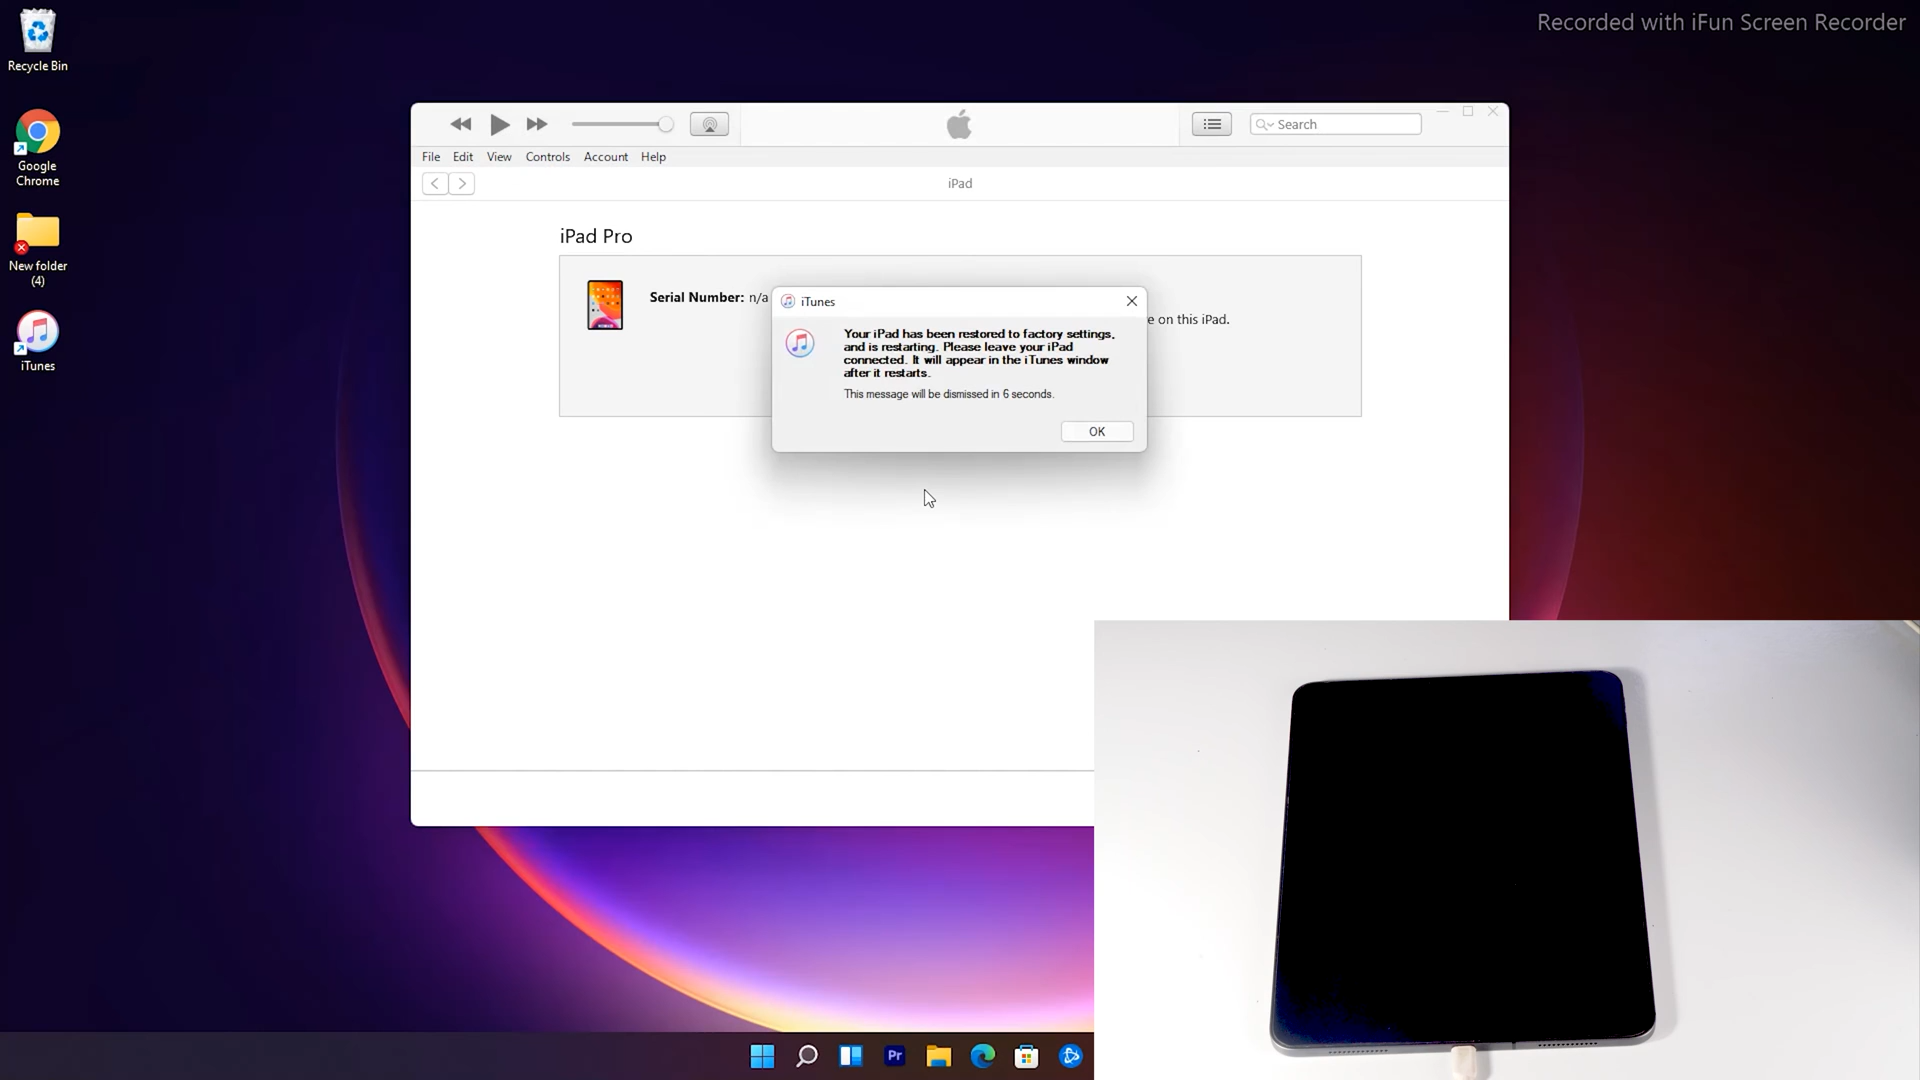 Recorded with iFun Screen Recorder
Recycle Bin
Google
Chrome
New folder
(4)
iTunes
Search
File Edit View Controls Account Help
iPad
iPad Pro
Serial Number: n/a
e on this iPad.
iTunes
Your iPad has been restored to factory settings,
and is restarting. Please leave your iPad
connected. It will appear in the iTunes window
after it restarts.
This message will be dismissed in 6 seconds.
OK
Pr